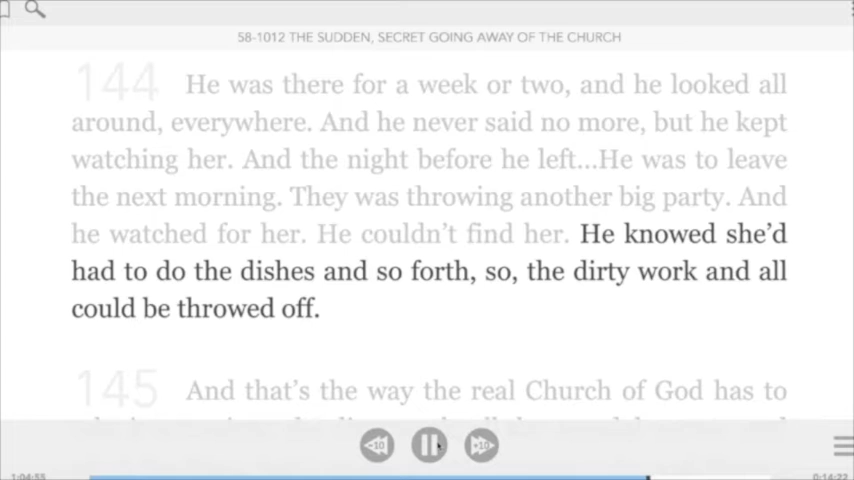 58-1012 THE SUDDEN, SECRET GOING AWAY OF THE CHURCH
144 He was there for a week or two, and he looked all
around, everywhere. And he never said no more, but he kept
watching her. And the night before he left...He was to leave
the next morning. They was throwing another big party. And
he watched for her. He couldn't find her. He knowed she'd
had to do the dishes and so forth, so, the dirty work and all
could be throwed off.
145 And that's the way the real Church of God has to
-10 +10
1:04:55 0:14:22